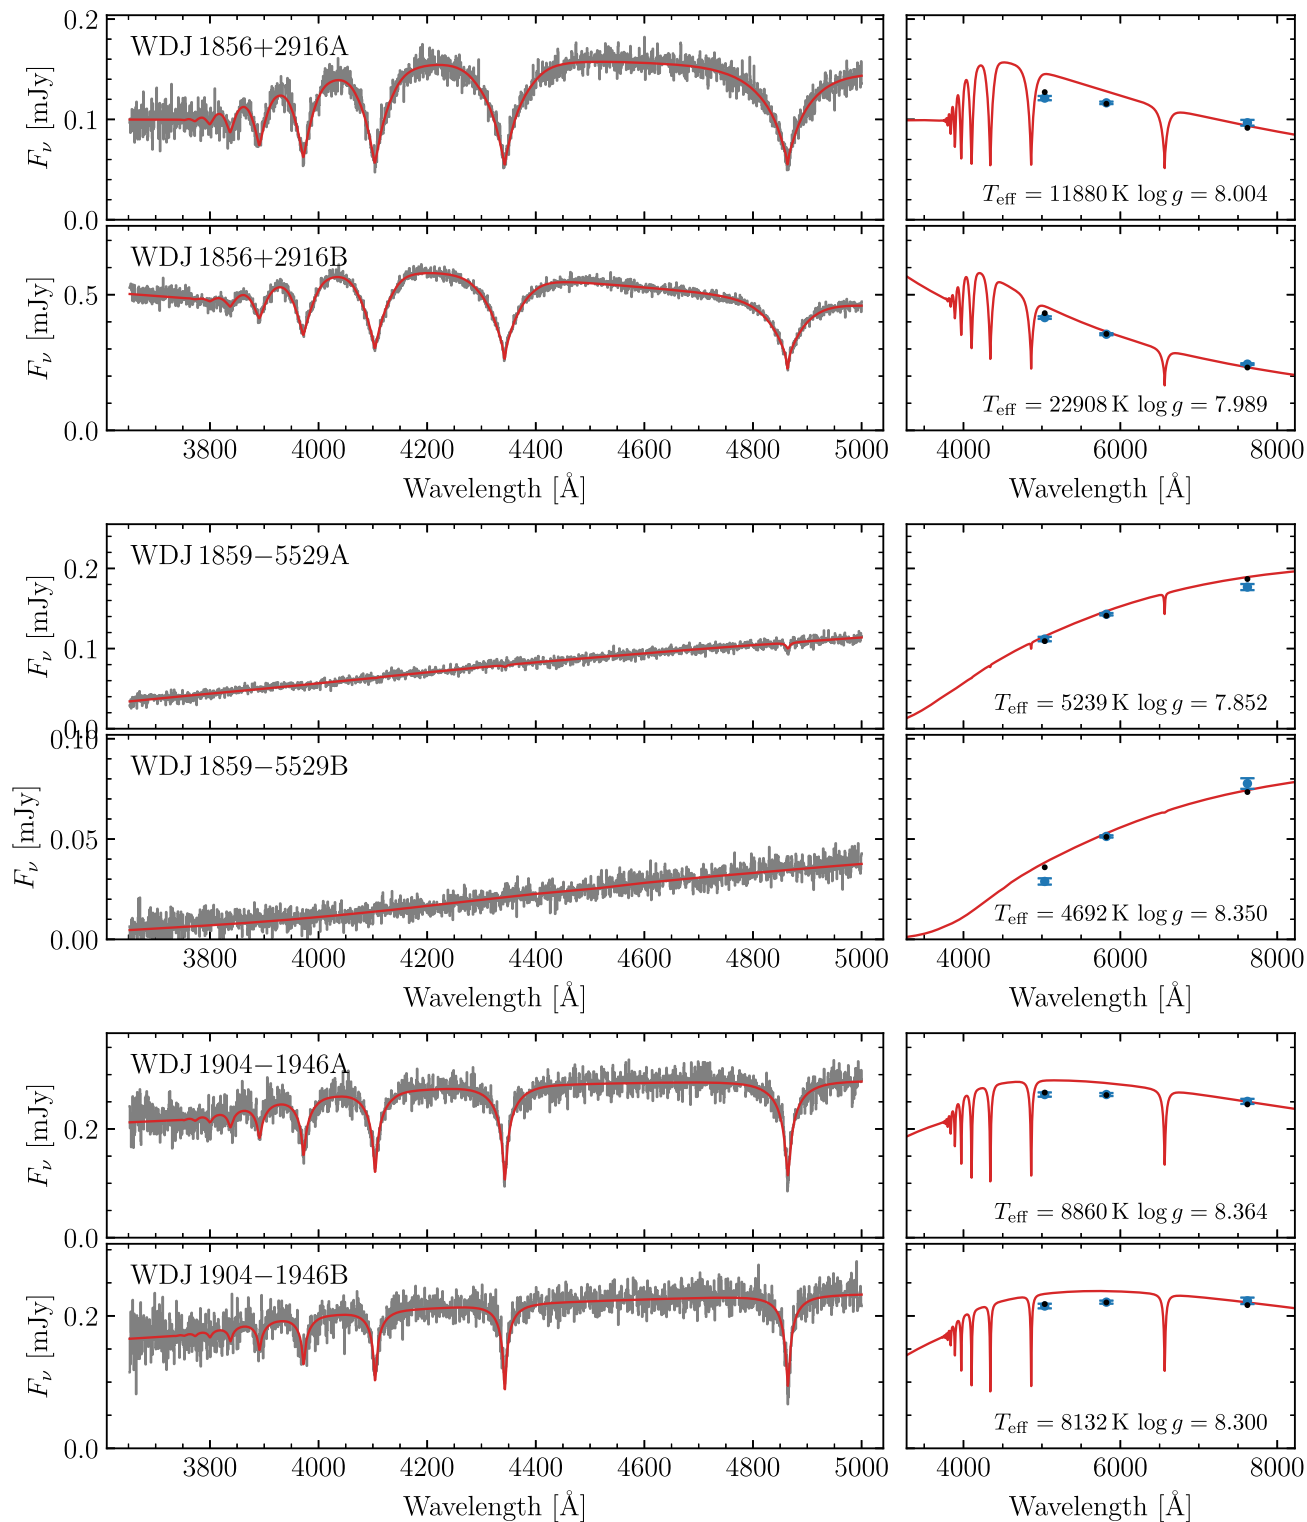 0.2
0.1
0.0
Fν [mJy]
WDJ 1856+2916A
Teff = 11880 K log g = 8.004
0.5
0.0
Fν [mJy]
WDJ 1856+2916B
Teff = 22908 K log g = 7.989
3800 4000 4200 4400 4600 4800 5000
4000 6000 8000
Wavelength [Å]
Wavelength [Å]
0.2
0.1
0.0
Fν [mJy]
WDJ 1859−5529A
Teff = 5239 K log g = 7.852
0.10
0.05
0.00
Fν [mJy]
WDJ 1859−5529B
Teff = 4692 K log g = 8.350
3800 4000 4200 4400 4600 4800 5000
4000 6000 8000
Wavelength [Å]
Wavelength [Å]
0.2
0.0
Fν [mJy]
WDJ 1904−1946A
Teff = 8860 K log g = 8.364
0.2
0.0
Fν [mJy]
WDJ 1904−1946B
Teff = 8132 K log g = 8.300
3800 4000 4200 4400 4600 4800 5000
4000 6000 8000
Wavelength [Å]
Wavelength [Å]